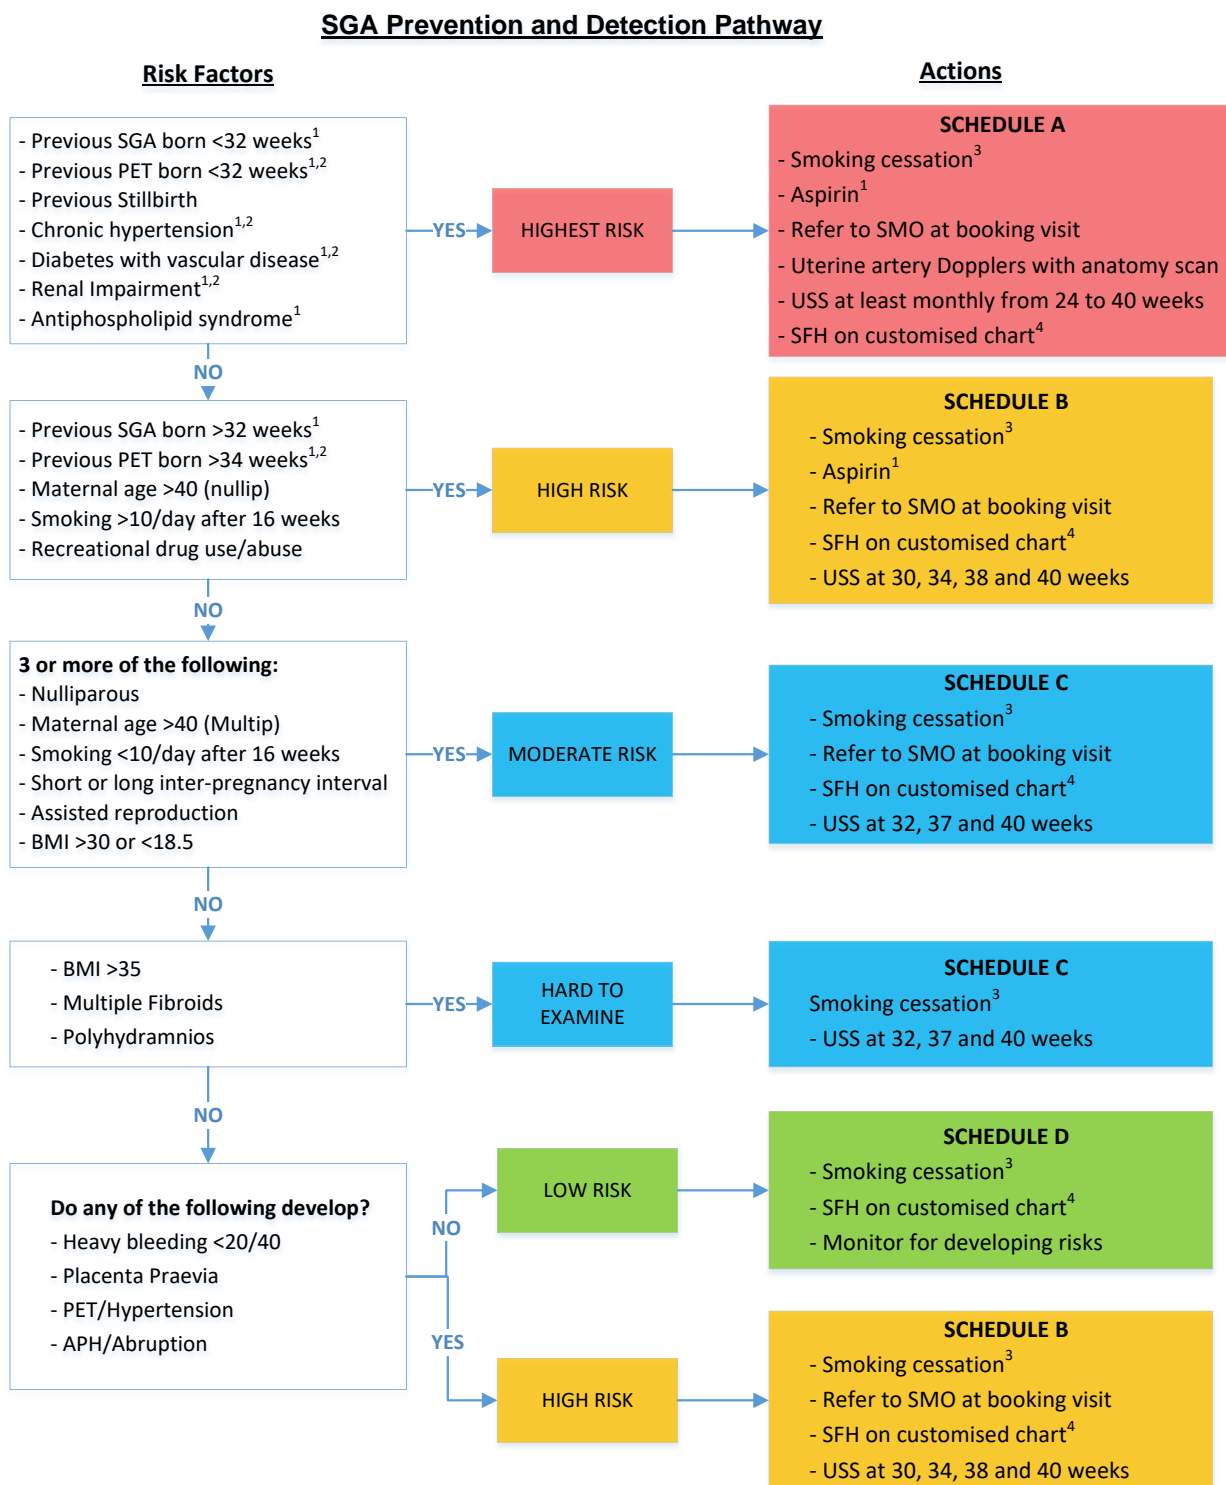 SGA Prevention and Detection Pathway
Risk Factors
Actions
- Previous SGA born <32 weeks¹
- Previous PET born <32 weeks¹,²
- Previous Stillbirth
- Chronic hypertension¹,²
- Diabetes with vascular disease¹,²
- Renal Impairment¹,²
- Antiphospholipid syndrome¹
YES
HIGHEST RISK
SCHEDULE A
- Smoking cessation³
- Aspirin¹
- Refer to SMO at booking visit
- Uterine artery Dopplers with anatomy scan
- USS at least monthly from 24 to 40 weeks
- SFH on customised chart⁴
NO
- Previous SGA born >32 weeks¹
- Previous PET born >34 weeks¹,²
- Maternal age >40 (nullip)
- Smoking >10/day after 16 weeks
- Recreational drug use/abuse
YES
HIGH RISK
SCHEDULE B
- Smoking cessation³
- Aspirin¹
- Refer to SMO at booking visit
- SFH on customised chart⁴
- USS at 30, 34, 38 and 40 weeks
NO
3 or more of the following:
- Nulliparous
- Maternal age >40 (Multip)
- Smoking <10/day after 16 weeks
- Short or long inter-pregnancy interval
- Assisted reproduction
- BMI >30 or <18.5
YES
MODERATE RISK
SCHEDULE C
- Smoking cessation³
- Refer to SMO at booking visit
- SFH on customised chart⁴
- USS at 32, 37 and 40 weeks
NO
- BMI >35
- Multiple Fibroids
- Polyhydramnios
YES
HARD TO
EXAMINE
SCHEDULE C
Smoking cessation³
- USS at 32, 37 and 40 weeks
NO
Do any of the following develop?
- Heavy bleeding <20/40
- Placenta Praevia
- PET/Hypertension
- APH/Abruption
NO
LOW RISK
SCHEDULE D
- Smoking cessation³
- SFH on customised chart⁴
- Monitor for developing risks
YES
HIGH RISK
SCHEDULE B
- Smoking cessation³
- Refer to SMO at booking visit
- SFH on customised chart⁴
- USS at 30, 34, 38 and 40 weeks